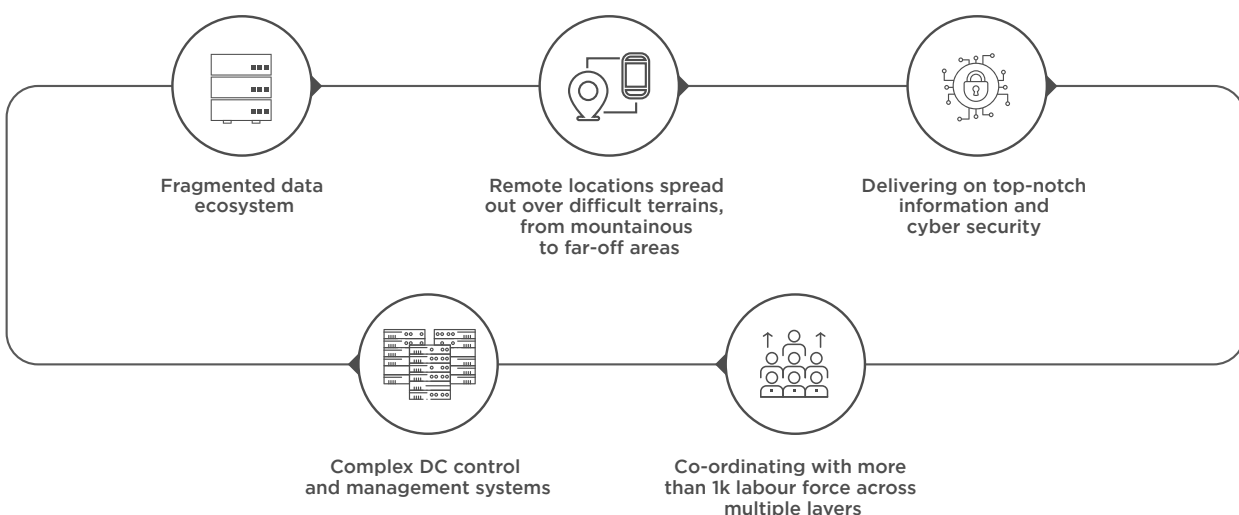 Fragmented data
ecosystem
Remote locations spread
out over difficult terrains,
from mountainous
to far-off areas
Delivering on top-notch
information and
cyber security
Complex DC control
and management systems
Co-ordinating with more
than 1k labour force across
multiple layers